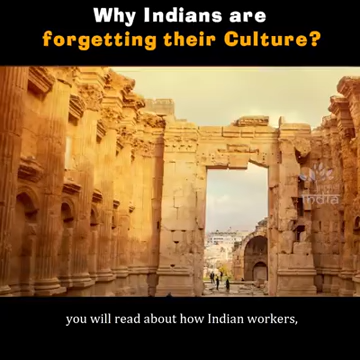 Why Indians are
forgetting their Culture?
India
you will read about how Indian workers,